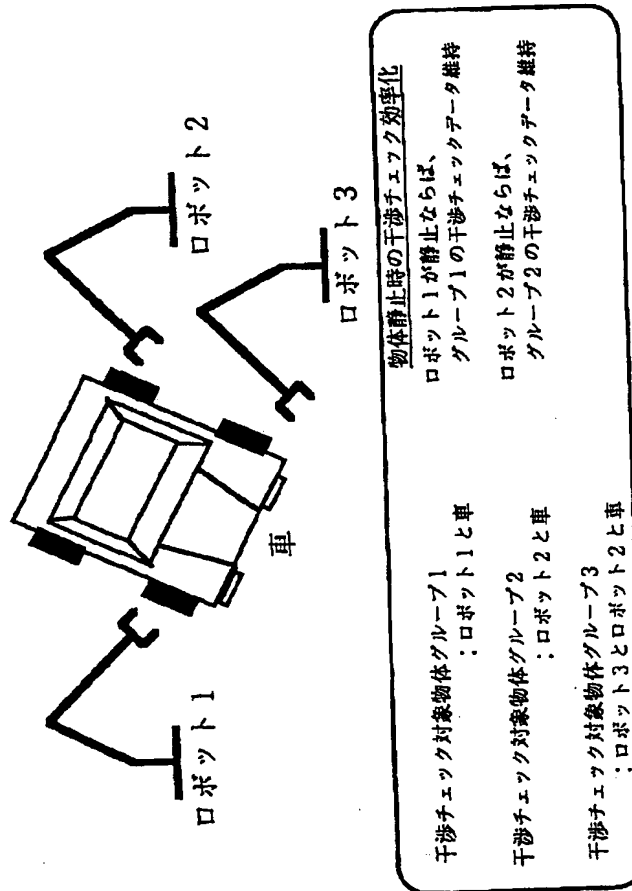 ロボット1
車
ロボット2
ロボット3
干渉チェック対象物体グループ1
:ロボット1と車
干渉チェック対象物体グループ2
:ロボット2と車
干渉チェック対象物体グループ3
:ロボット3とロボット2と車
物体静止時の干渉チェック効率化
ロボット1が静止ならば、
グループ1の干渉チェックデータ維持
ロボット2が静止ならば、
グループ2の干渉チェックデータ維持